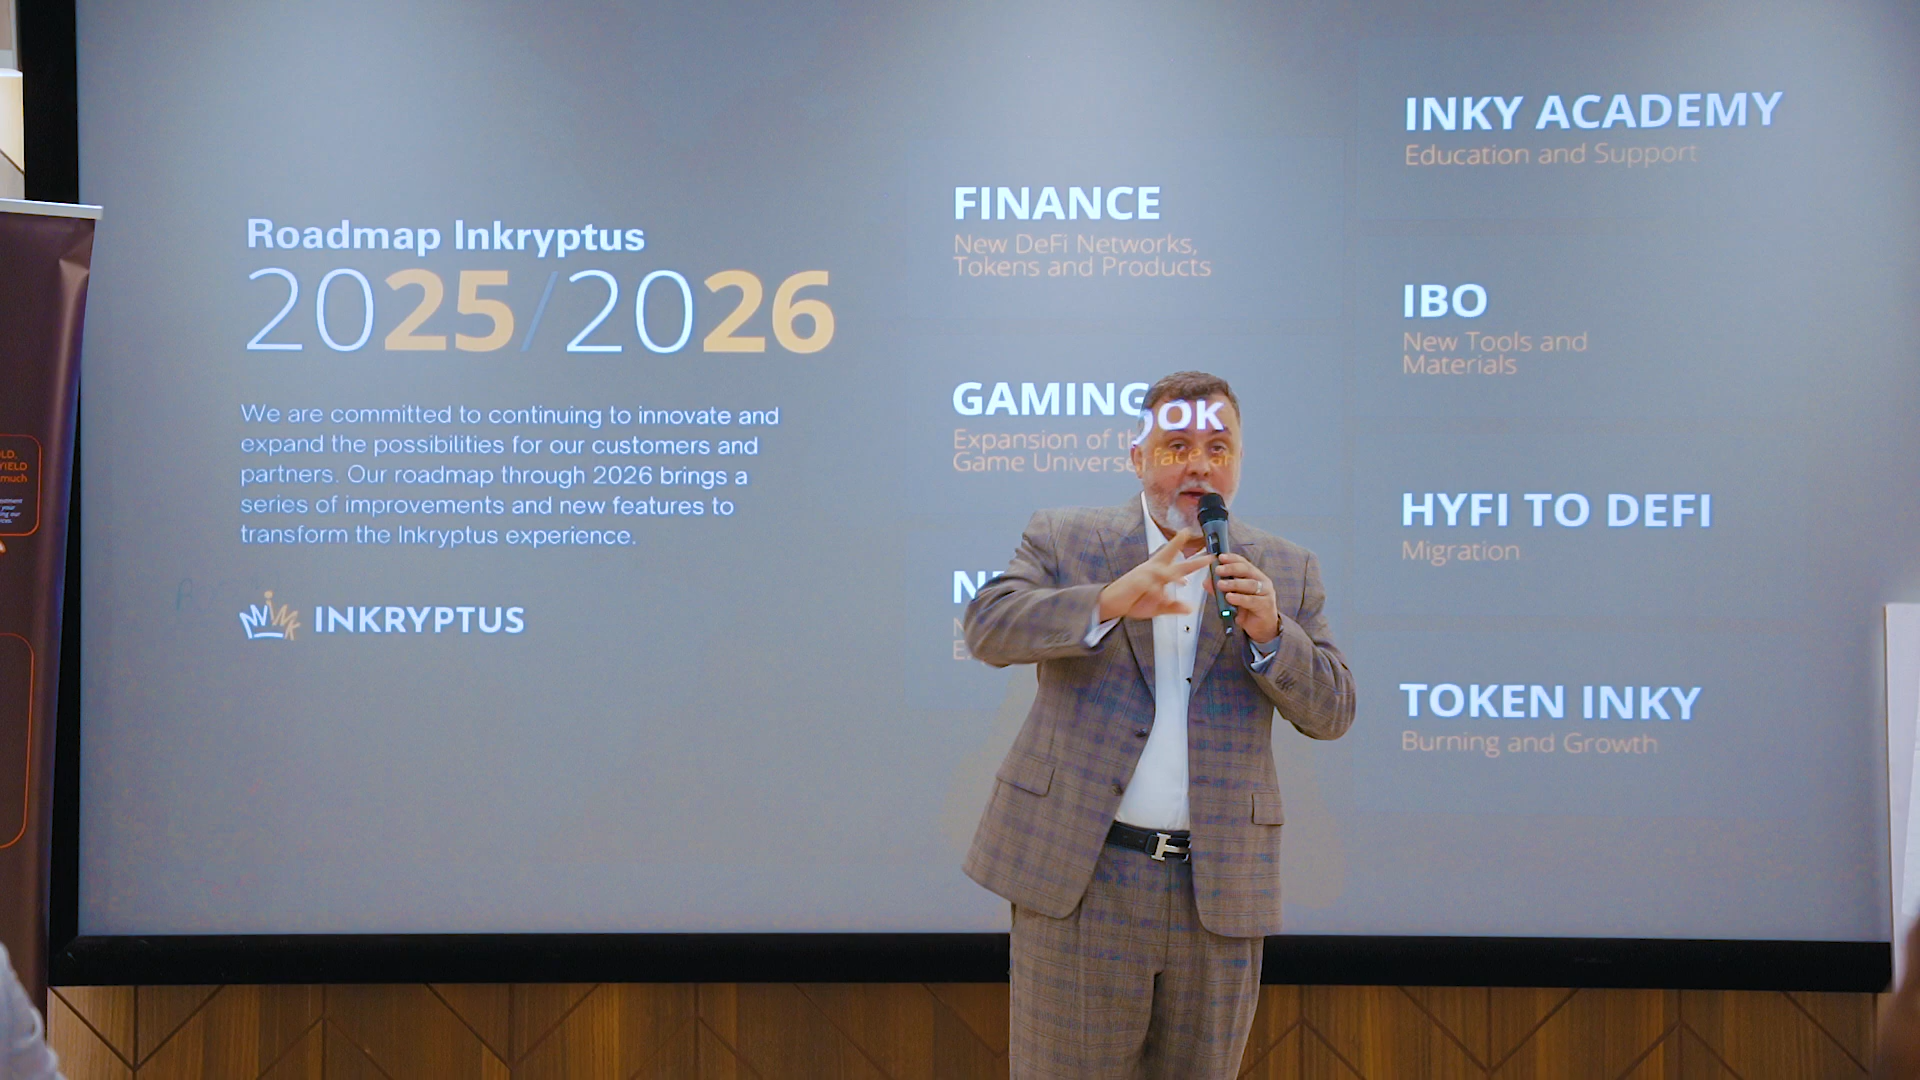 Roadmap Inkryptus
2025/2026
We are committed to continuing to innovate and
expand the possibilities for our customers and
partners. Our roadmap through 2026 brings a
series of improvements and new features to
transform the Inkryptus experience.
INKRYPTUS
FINANCE
New DeFi Networks,
Tokens and Products
GAMING
Expansion of
Game Universe
INKY ACADEMY
Education and Support
IBO
New Tools and
Materials
HYFI TO DEFI
Migration
TOKEN INKY
Burning and Growth
YIELD
much